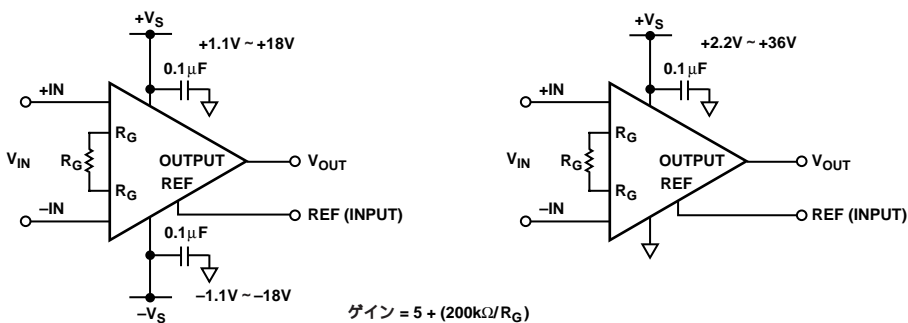 +VS
+1.1V ~ +18V
0.1μF
+IN
RG
VIN
RG
OUTPUT
VOUT
REF
RG
–IN
REF (INPUT)
0.1μF
–1.1V ~ –18V
–VS
+VS
+2.2V ~ +36V
0.1μF
+IN
RG
VIN
RG
OUTPUT
VOUT
REF
RG
–IN
REF (INPUT)
ゲイン = 5 + (200kΩ/RG)